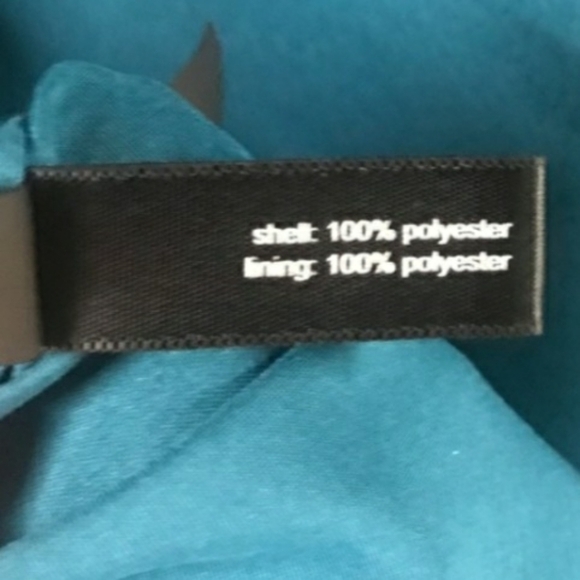 shell: 100% polyester
lining: 100% polyester